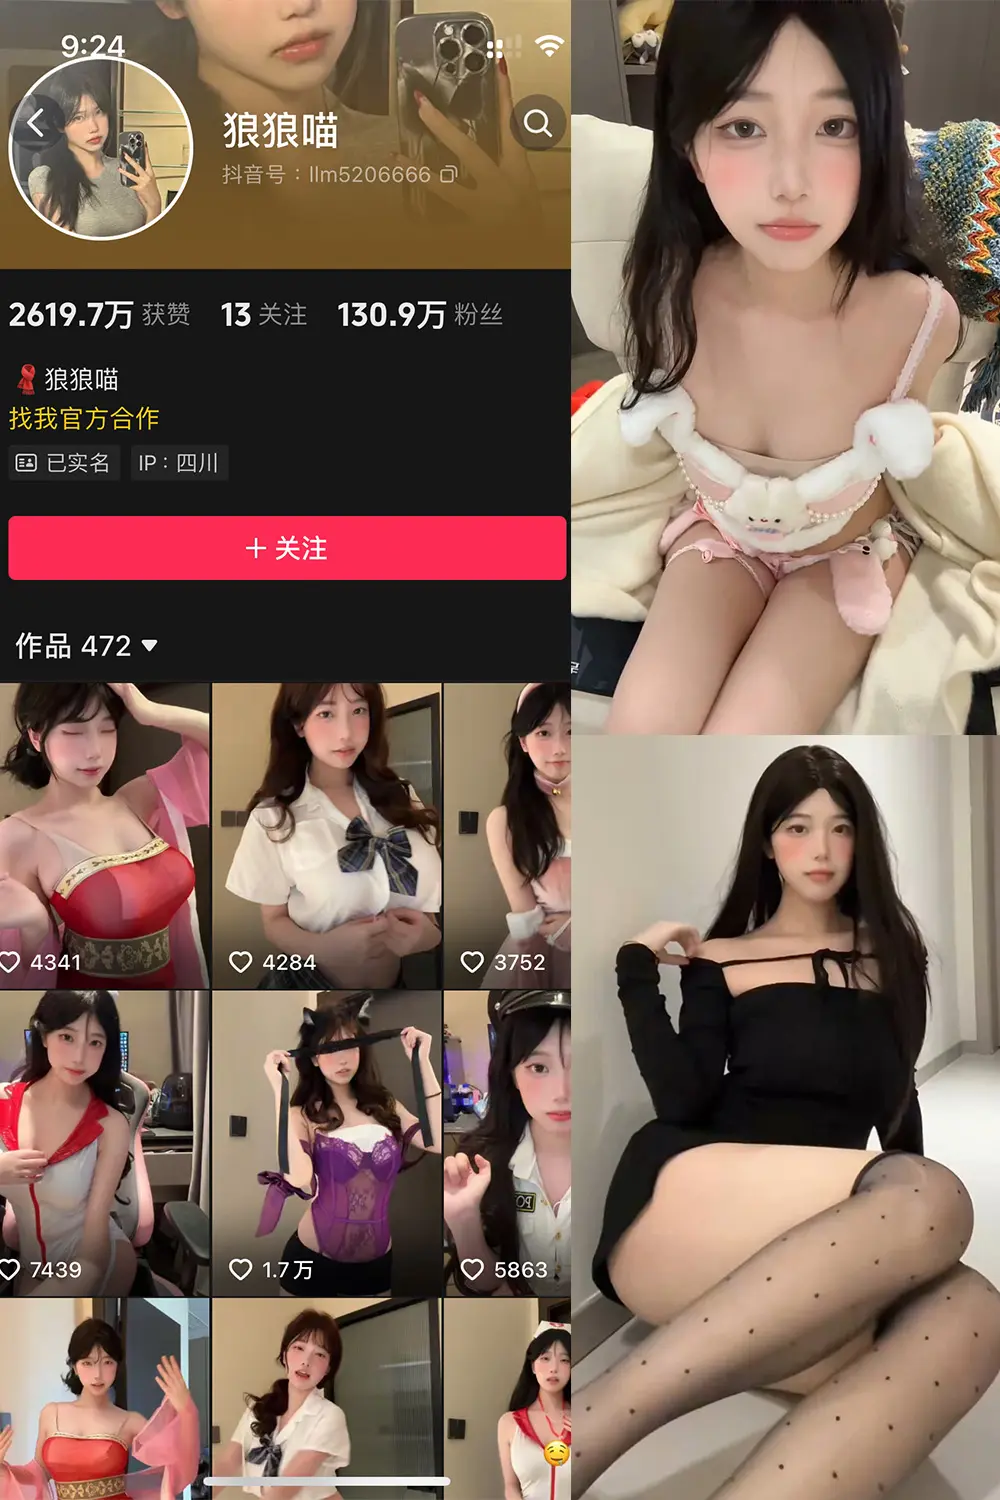 9:24
狼狼喵
抖音号：llm5206666
2619.7万 获赞 13 关注 130.9万 粉丝
狼狼喵
找我官方合作
已实名 IP：四川
+ 关注
作品 472
4341 4284 3752
7439 1.7万 5863